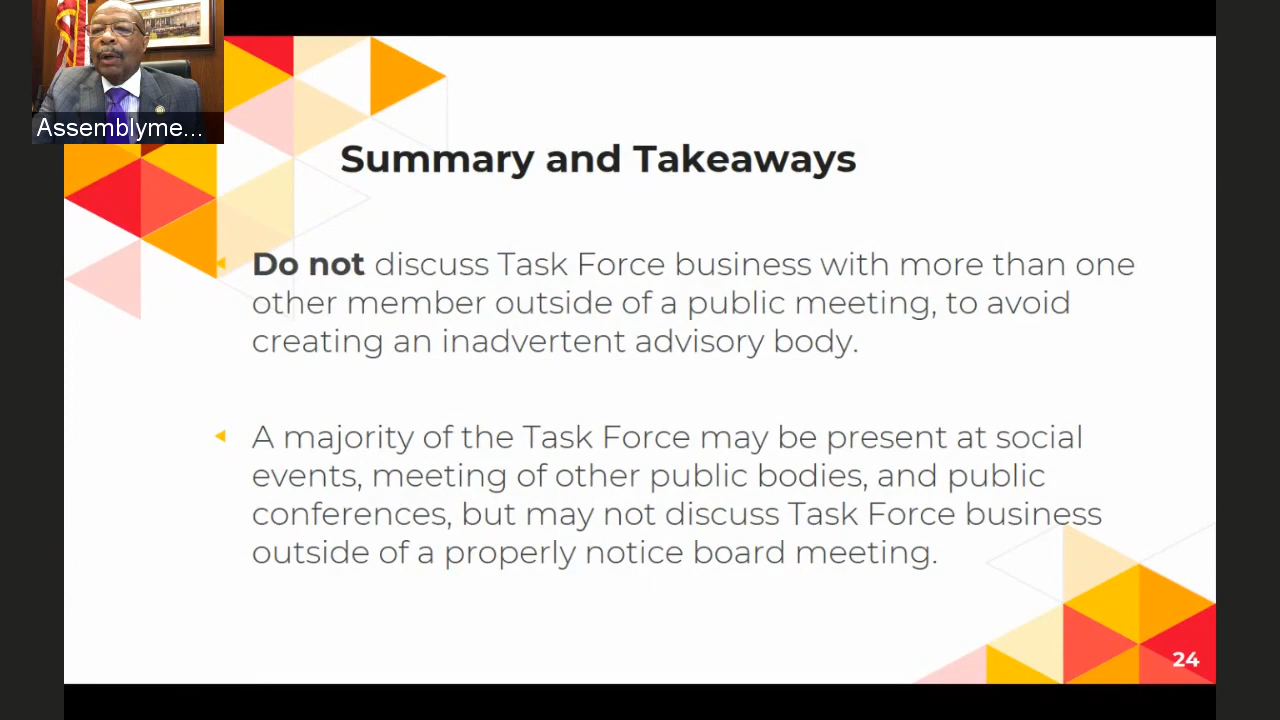 Assemblyme...
Summary and Takeaways
Do not discuss Task Force business with more than one
other member outside of a public meeting, to avoid
creating an inadvertent advisory body.
A majority of the Task Force may be present at social
events, meeting of other public bodies, and public
conferences, but may not discuss Task Force business
outside of a properly notice board meeting.
24